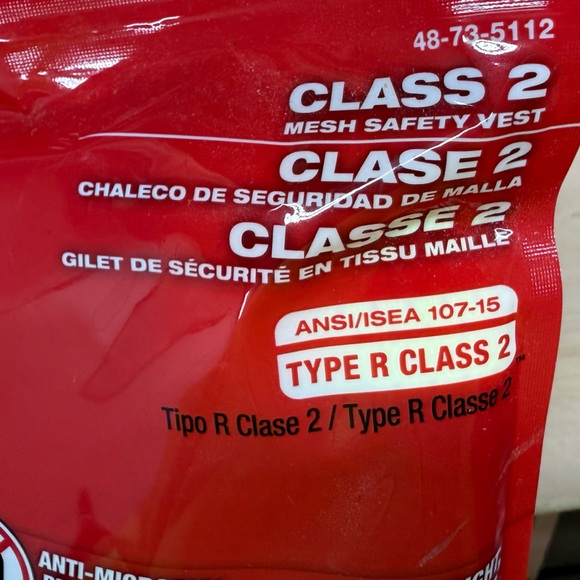 48-73-5112
CLASS 2
MESH SAFETY VEST
CLASE 2
CHALECO DE SEGURIDAD DE MALLA
CLASSE 2
GILET DE SÉCURITÉ EN TISSU MAILLÉ
ANSI/ISEA 107-15
TYPE R CLASS 2
Tipo R Clase 2 / Type R Classe 2